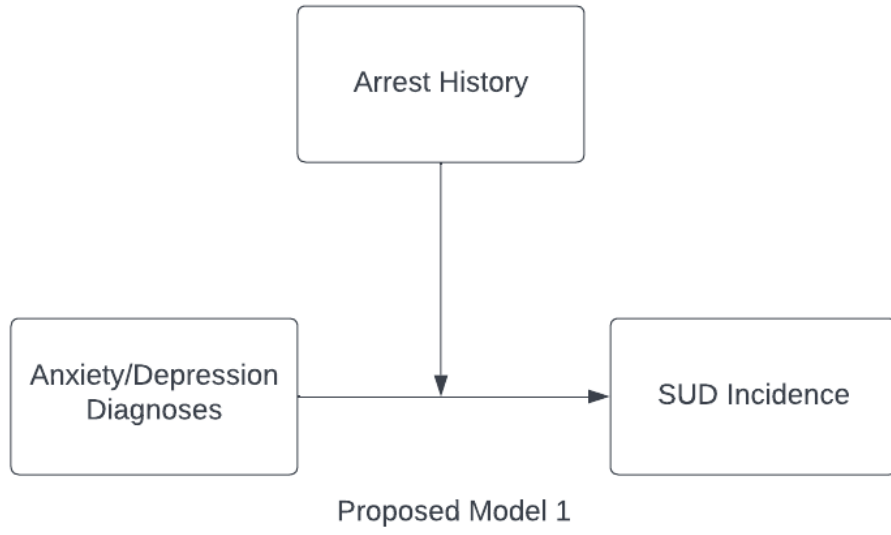 Arrest History
Anxiety/Depression
Diagnoses
SUD Incidence
Proposed Model 1